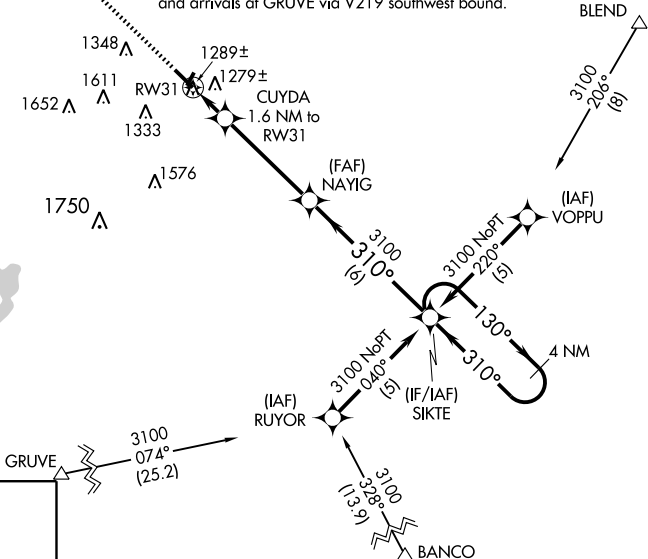 and arrivals at GRUVE via V219 southwest bound.
BLEND
1348
1289±
1279±
1611
RW31
1652
1333
CUYDA
1.6 NM to
RW31
3100
206°
(8)
(FAF)
NAYIG
1576
1750
(IAF)
VOPPU
3100
310°
(6)
3100 NoPT
220°
(5)
130°
4 NM
310°
3100 NoPT
040°
(5)
(IF/IAF)
SIKTE
(IAF)
RUYOR
GRUVE
3100
074°
(25.2)
3100
328°
(13.9)
BANCO